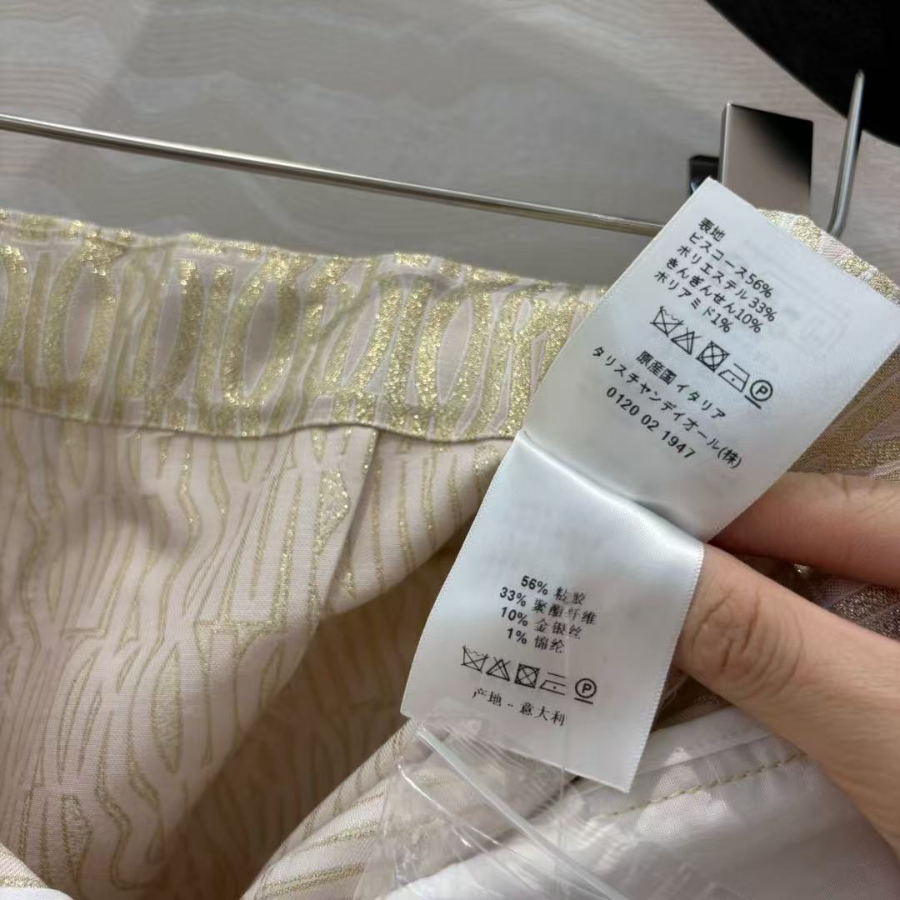 表地
ビスコース56%
ポリエステル33%
きんぎんせん10%
ポリアミド1%
P
原産国イタリア
タリスチャンディオール(株)
0120 02 1947
56% 粘胶
33% 聚酯纤维
10% 金银丝
1% 锦纶
P
产地 - 意大利